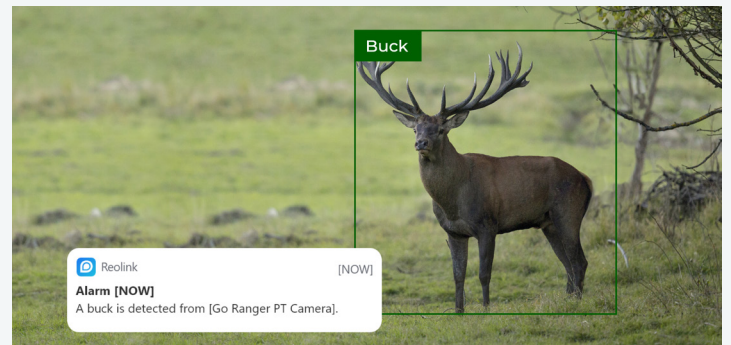 Buck
Reolink
[NOW]
Alarm [NOW]
A buck is detected from [Go Ranger PT Camera].